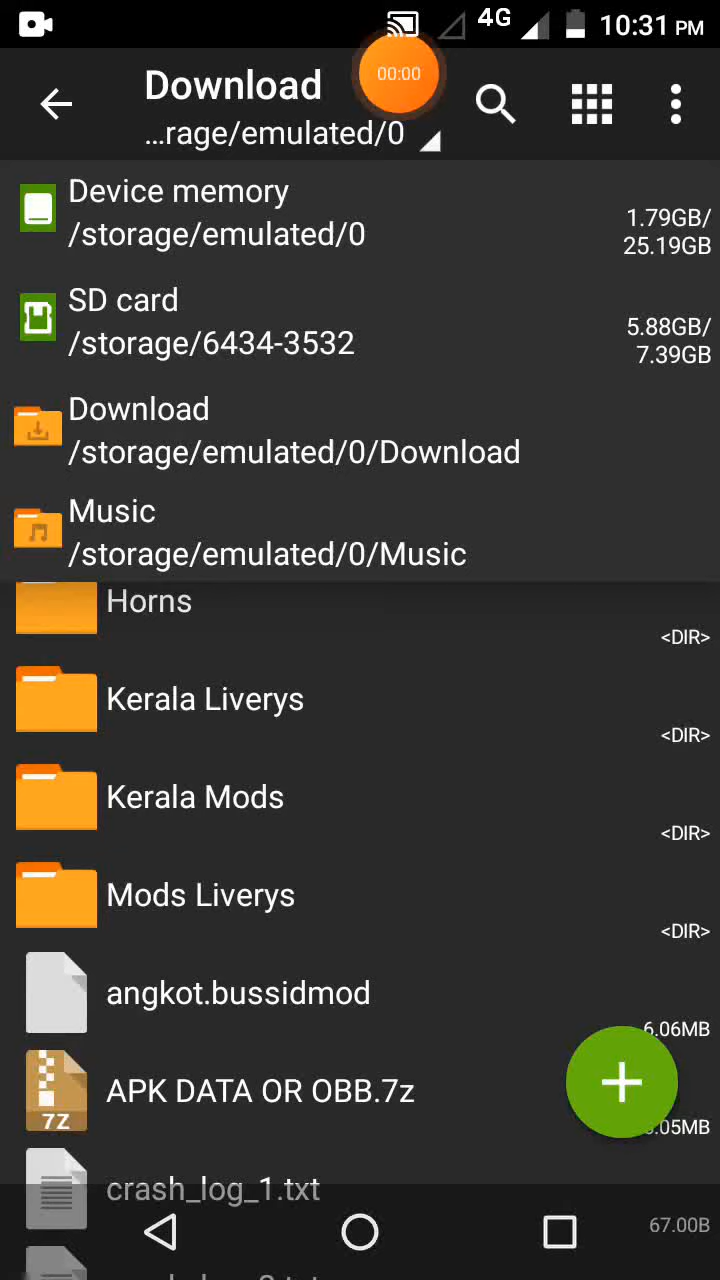 4G
10:31 PM
Download
00:00
...rage/emulated/0
Device memory
/storage/emulated/0
1.79GB/
25.19GB
SD card
/storage/6434-3532
5.88GB/
7.39GB
Download
/storage/emulated/0/Download
Music
/storage/emulated/0/Music
Horns
<DIR>
Kerala Liverys
<DIR>
Kerala Mods
<DIR>
Mods Liverys
<DIR>
angkot.bussidmod
6.06MB
APK DATA OR OBB.7z
7Z
.05MB
crash_log_1.txt
67.00B